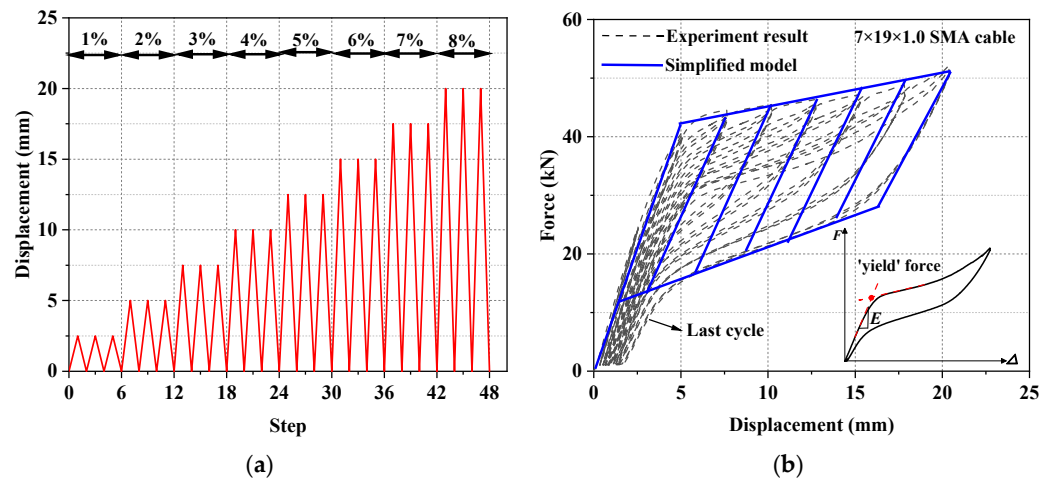 25
20
15
10
5
0
Displacement (mm)
1%
2%
3%
4%
5%
6%
7%
8%
0
6
12
18
24
30
36
42
48
Step
(a)
60
40
20
0
Force (kN)
Experiment result
7×19×1.0 SMA cable
Simplified model
F
'yield' force
E
Δ
Last cycle
0
5
10
15
20
25
Displacement (mm)
(b)